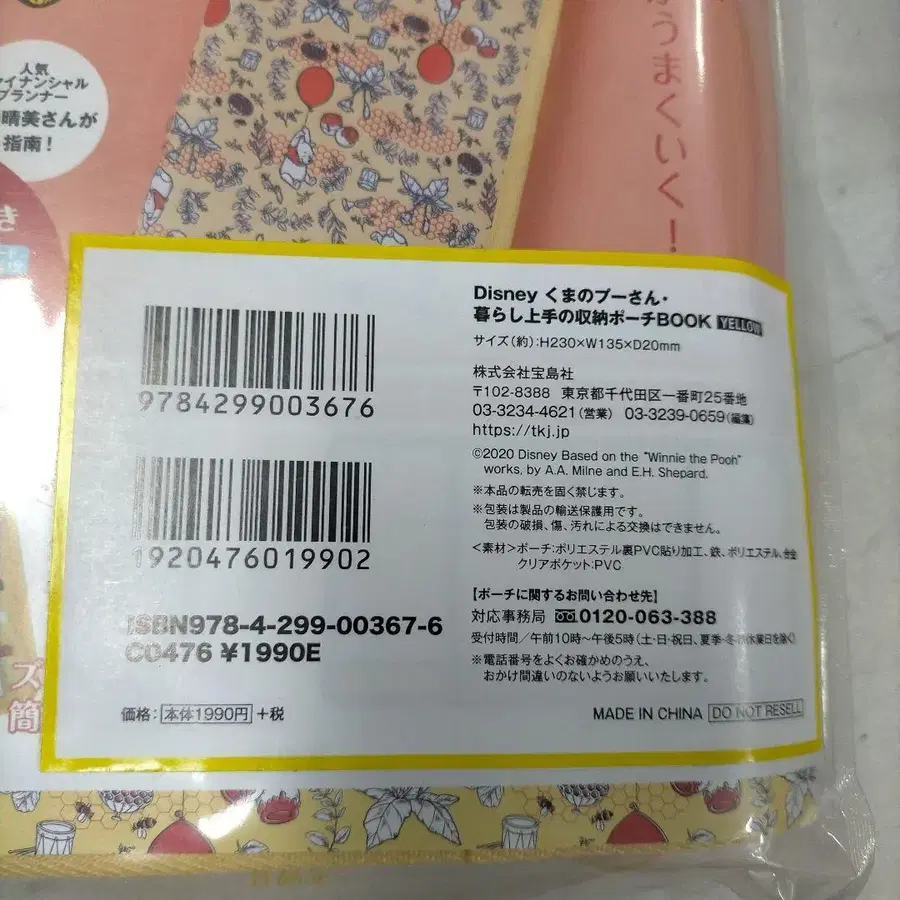 人気
ァイナンシャル
プランナー
晴美さんが
指南！
き
うまくいく！
Disney くまのプーさん・
暮らし上手の収納ポーチBOOK YELLOW
サイズ（約）：H230×W135×D20mm
株式会社宝島社
〒102-8388 東京都千代田区一番町25番地
03-3234-4621（営業） 03-3239-0659（編集）
https://tkj.jp
©2020 Disney Based on the "Winnie the Pooh"
works, by A.A. Milne and E.H. Shepard.
※本品の転売を固く禁じます。
※包装は製品の輸送保護用です。
包装の破損、傷、汚れによる交換はできません。
＜素材＞ポーチ：ポリエステル裏PVC貼り加工、鉄、ポリエステル、合金
クリアポケット：PVC
【ポーチに関するお問い合わせ先】
対応事務局 0120-063-388
受付時間／午前10時～午後5時（土・日・祝日、夏季・冬季休業日を除く）
※電話番号をよくお確かめのうえ、
おかけ間違いのないようお願いいたします。
MADE IN CHINA DO NOT RESELL
9784299003676
1920476019902
ISBN978-4-299-00367-6
C0476 ¥1990E
価格：本体1990円＋税
ズ
簡